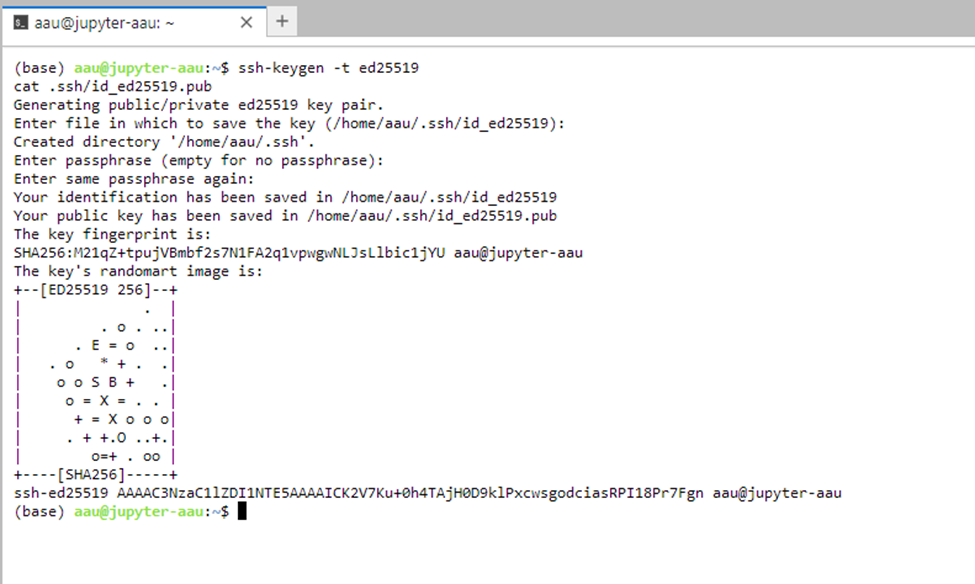 aau@jupyter-aau: ~
(base) aau@jupyter-aau:~$ ssh-keygen -t ed25519
cat .ssh/id_ed25519.pub
Generating public/private ed25519 key pair.
Enter file in which to save the key (/home/aau/.ssh/id_ed25519):
Created directory '/home/aau/.ssh'.
Enter passphrase (empty for no passphrase):
Enter same passphrase again:
Your identification has been saved in /home/aau/.ssh/id_ed25519
Your public key has been saved in /home/aau/.ssh/id_ed25519.pub
The key fingerprint is:
SHA256:M21qZ+tpujVBmbf2s7N1FA2q1vpwgwNLJsLlbic1jYU aau@jupyter-aau
The key's randomart image is:
+--[ED25519 256]--+
|               .  |
|          . o . ..|
|       . E = o  ..|
|    . o   * + .  .|
|     o o S B +   .|
|      o = X = . . |
|       + = X o o o|
|      . + +.O ..+.|
|         o=+ . oo |
+----[SHA256]-----+
ssh-ed25519 AAAAC3NzaC1lZDI1NTE5AAAAICK2V7Ku+0h4TAjH0D9klPxcwsgodciasRPI18Pr7Fgn aau@jupyter-aau
(base) aau@jupyter-aau:~$